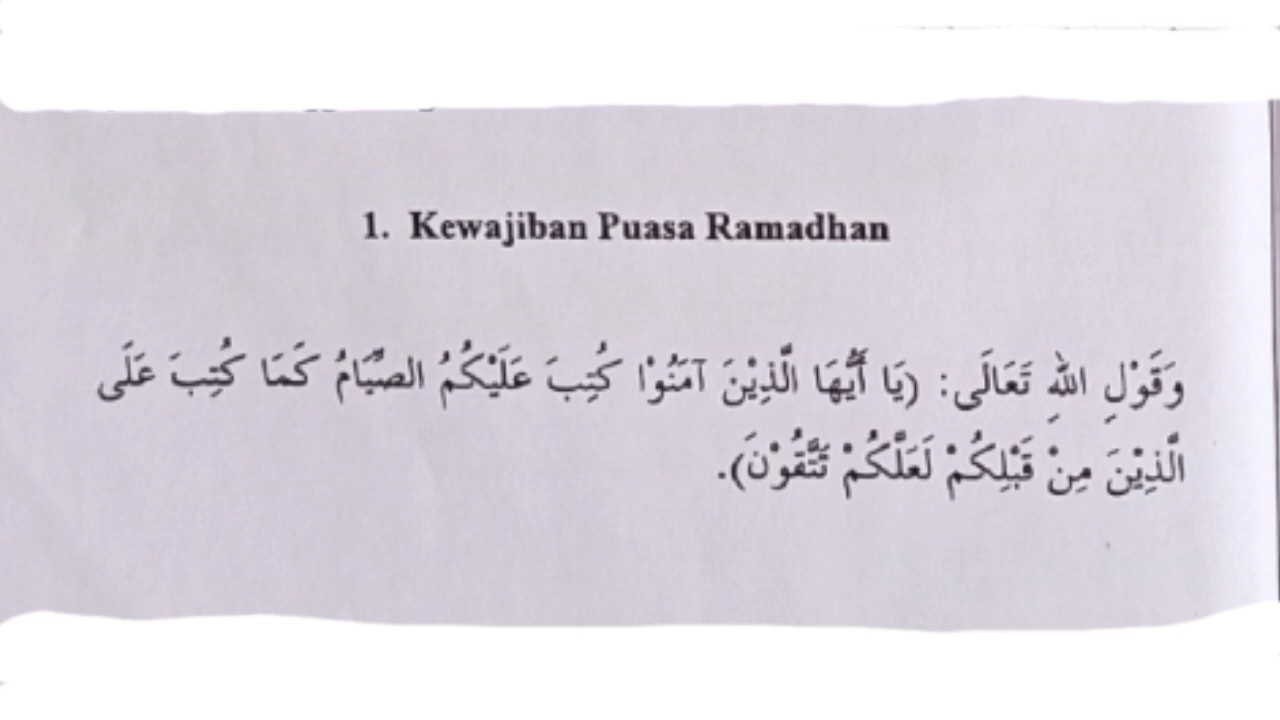 1. Kewajiban Puasa Ramadhan
وَقَوْلِ اللهِ تَعَالَى: (يَا أَيُّهَا الَّذِيْنَ آمَنُوْا كُتِبَ عَلَيْكُمُ الصِّيَامُ كَمَا كُتِبَ عَلَى
الَّذِيْنَ مِنْ قَبْلِكُمْ لَعَلَّكُمْ تَتَّقُوْنَ).